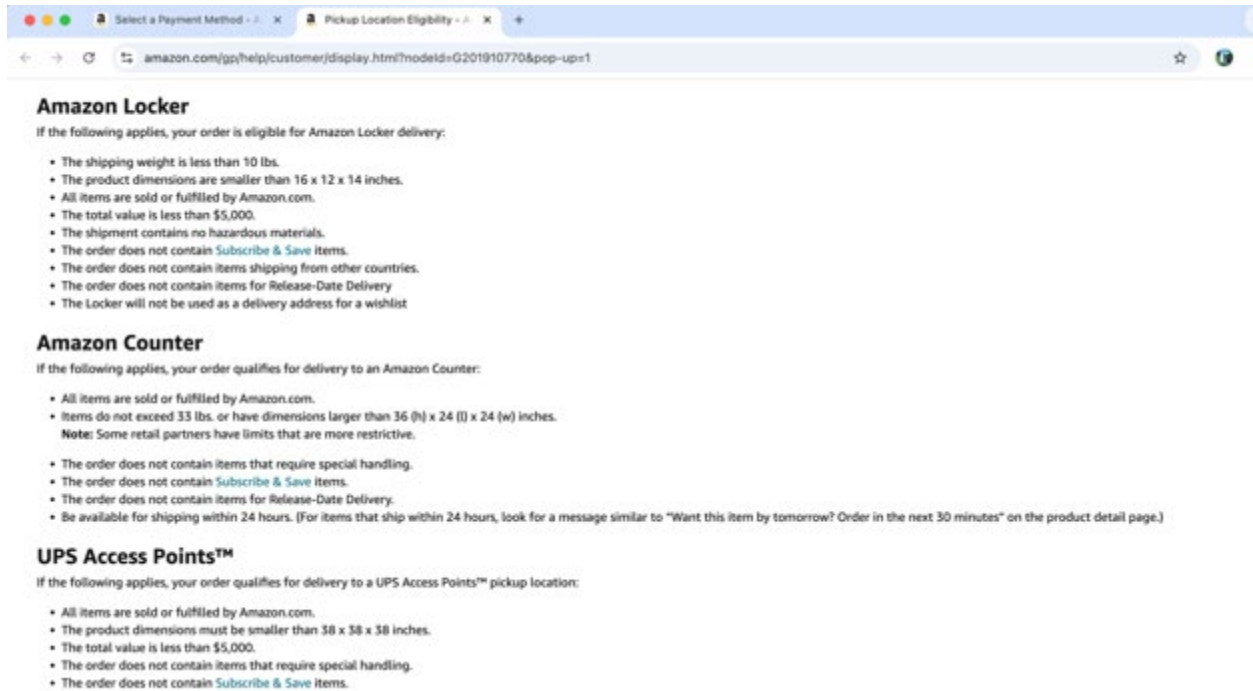 Select a Payment Method - A
Pickup Location Eligibility - A
amazon.com/gp/help/customer/display.html?nodeId=G201910770&pop-up=1
Amazon Locker
If the following applies, your order is eligible for Amazon Locker delivery:
• The shipping weight is less than 10 lbs.
• The product dimensions are smaller than 16 x 12 x 14 inches.
• All items are sold or fulfilled by Amazon.com.
• The total value is less than $5,000.
• The shipment contains no hazardous materials.
• The order does not contain Subscribe & Save items.
• The order does not contain items shipping from other countries.
• The order does not contain items for Release-Date Delivery
• The Locker will not be used as a delivery address for a wishlist
Amazon Counter
If the following applies, your order qualifies for delivery to an Amazon Counter:
• All items are sold or fulfilled by Amazon.com.
• Items do not exceed 33 lbs. or have dimensions larger than 36 (h) x 24 (l) x 24 (w) inches.
Note: Some retail partners have limits that are more restrictive.
• The order does not contain items that require special handling.
• The order does not contain Subscribe & Save items.
• The order does not contain items for Release-Date Delivery.
• Be available for shipping within 24 hours. (For items that ship within 24 hours, look for a message similar to "Want this item by tomorrow? Order in the next 30 minutes" on the product detail page.)
UPS Access Points™
If the following applies, your order qualifies for delivery to a UPS Access Points™ pickup location:
• All items are sold or fulfilled by Amazon.com.
• The product dimensions must be smaller than 38 x 38 x 38 inches.
• The total value is less than $5,000.
• The order does not contain items that require special handling.
• The order does not contain Subscribe & Save items.